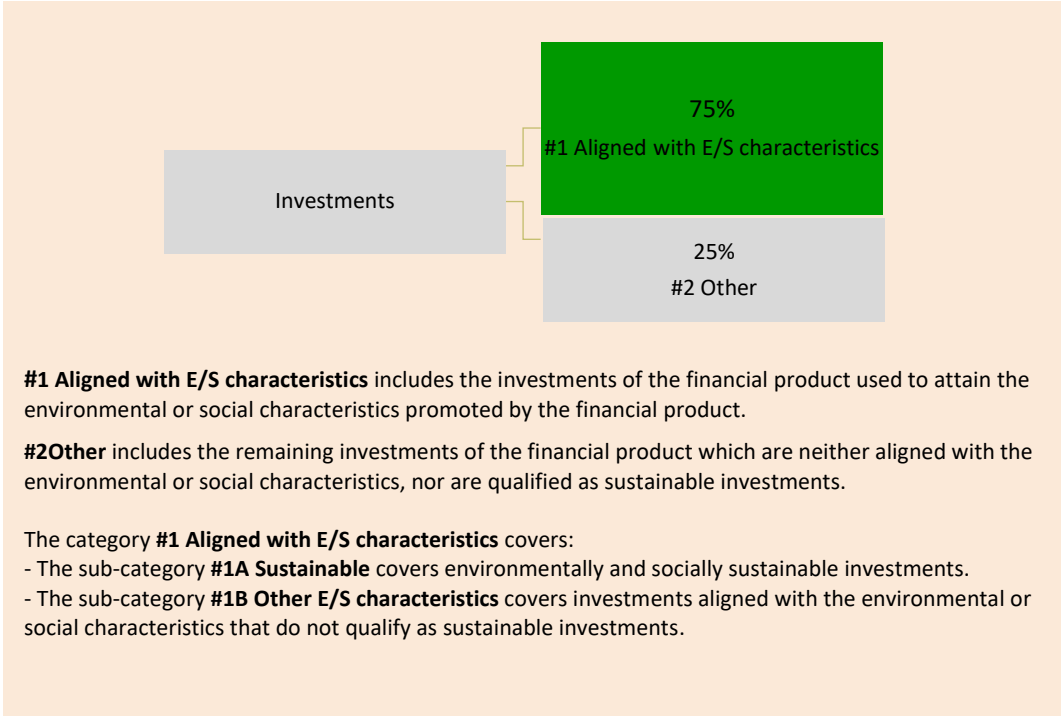 75%
#1 Aligned with E/S characteristics
Investments
25%
#2 Other
#1 Aligned with E/S characteristics includes the investments of the financial product used to attain the
environmental or social characteristics promoted by the financial product.
#2Other includes the remaining investments of the financial product which are neither aligned with the
environmental or social characteristics, nor are qualified as sustainable investments.
The category #1 Aligned with E/S characteristics covers:
- The sub-category #1A Sustainable covers environmentally and socially sustainable investments.
- The sub-category #1B Other E/S characteristics covers investments aligned with the environmental or
social characteristics that do not qualify as sustainable investments.